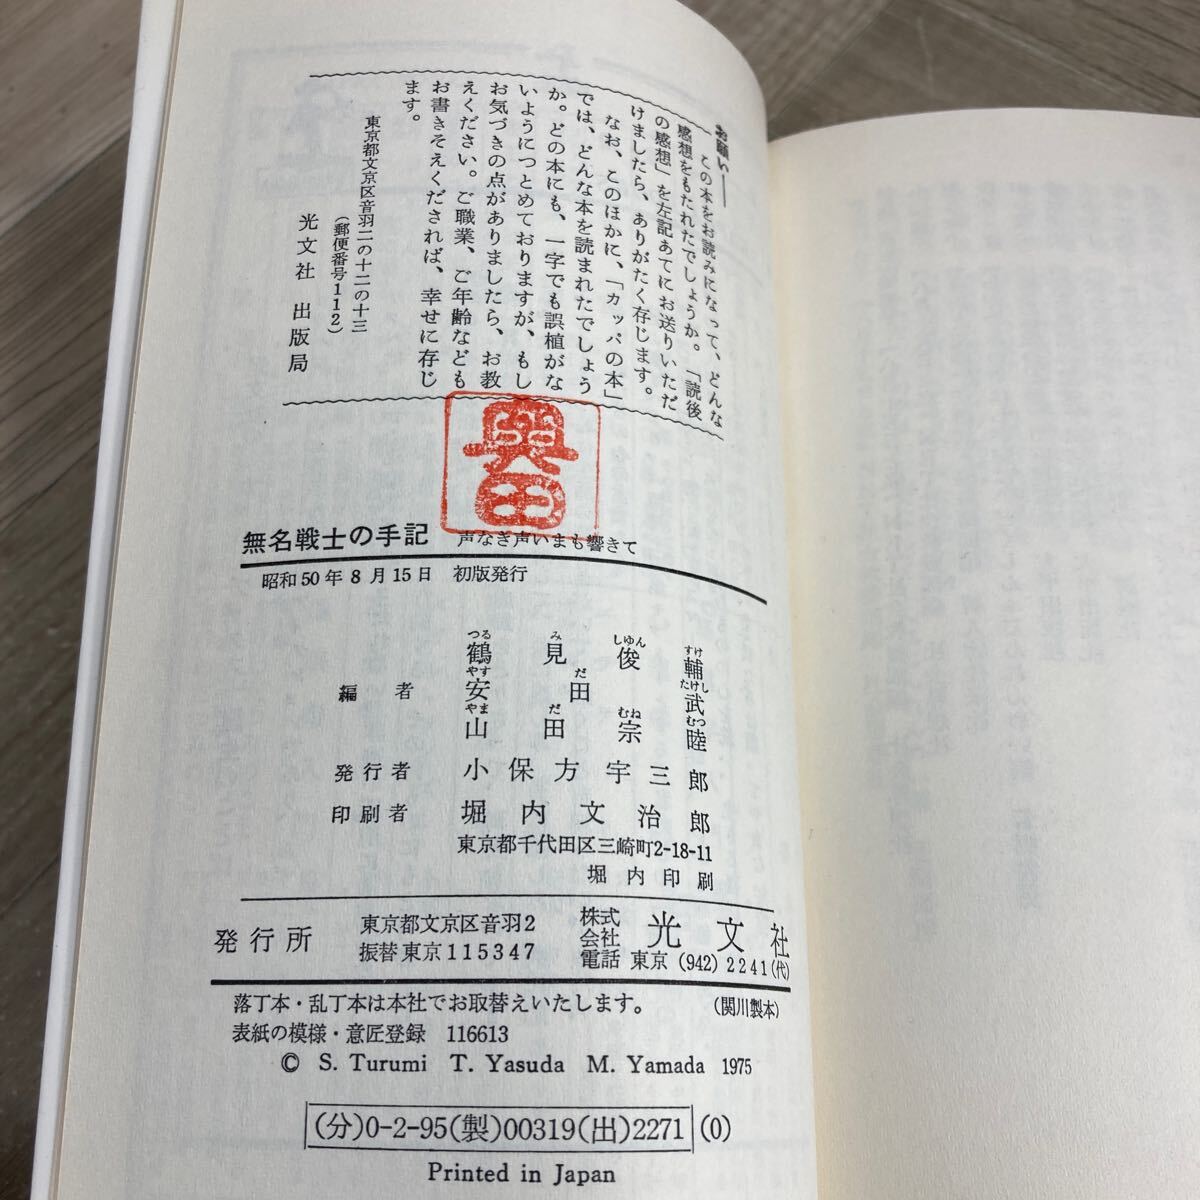 お願い――
この本をお読みになって、どんな
感想をもたれたでしょうか。「読後
の感想」を左記あてにお送りいただ
けましたら、ありがたく存じます。
なお、このほかに、「カッパの本」
では、どんな本を読まれたでしょう
か。どの本にも、一字でも誤植がな
いようにつとめておりますが、もし
お気づきの点がありましたら、お教
えください。ご職業、ご年齢なども
お書きそえくだされば、幸せに存じ
ます。
東京都文京区音羽二の十二の十三
(郵便番号112)
光文社 出版局
奥田
無名戦士の手記 声なき声いまも響きて
昭和50年8月15日 初版発行
編者
つる み しゆん すけ
鶴見俊輔
やす だ たけし
安田武
やま だ むね むつ
山田宗睦
発行者 小保方宇三郎
印刷者 堀内文治郎
東京都千代田区三崎町2-18-11
堀内印刷
発行所
東京都文京区音羽2
振替東京115347
株式会社 光文社
電話 東京(942)2241(代)
落丁本・乱丁本は本社でお取替えいたします。 (関川製本)
表紙の模様・意匠登録 116613
© S. Turumi T. Yasuda M. Yamada 1975
(分)0-2-95(製)00319(出)2271 (0)
Printed in Japan